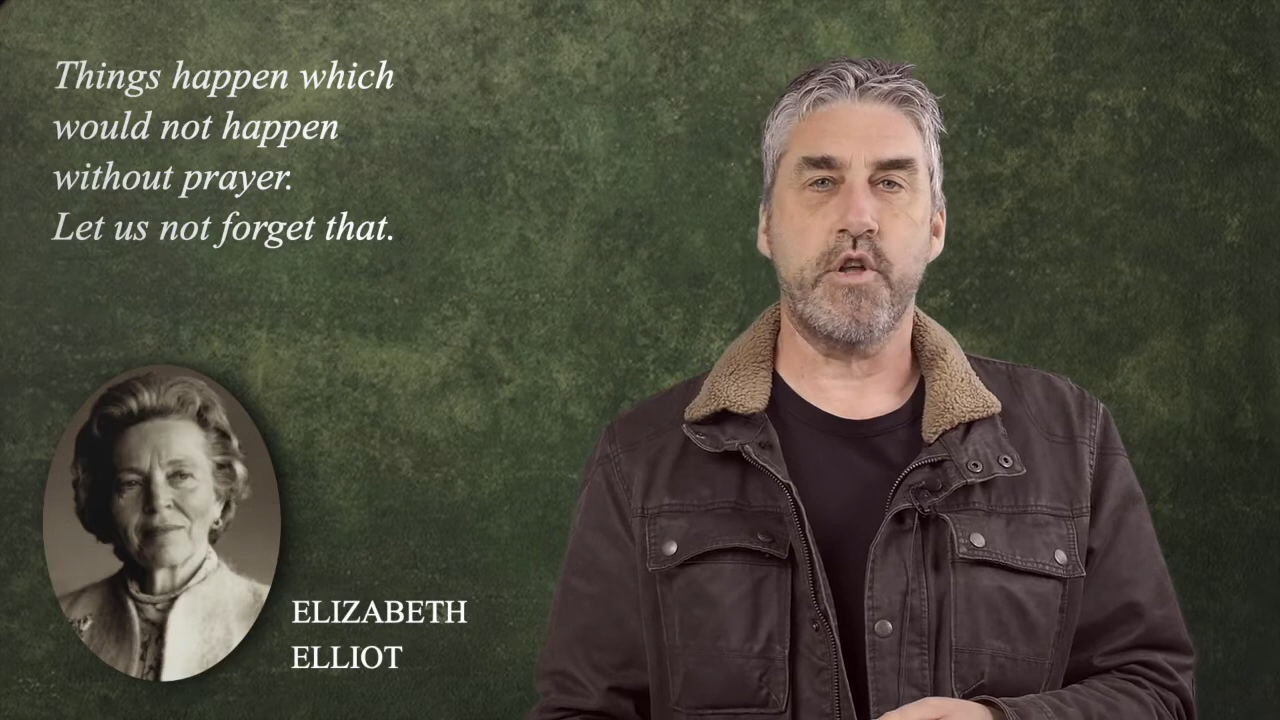 Things happen which
would not happen
without prayer.
Let us not forget that.
ELIZABETH
ELLIOT